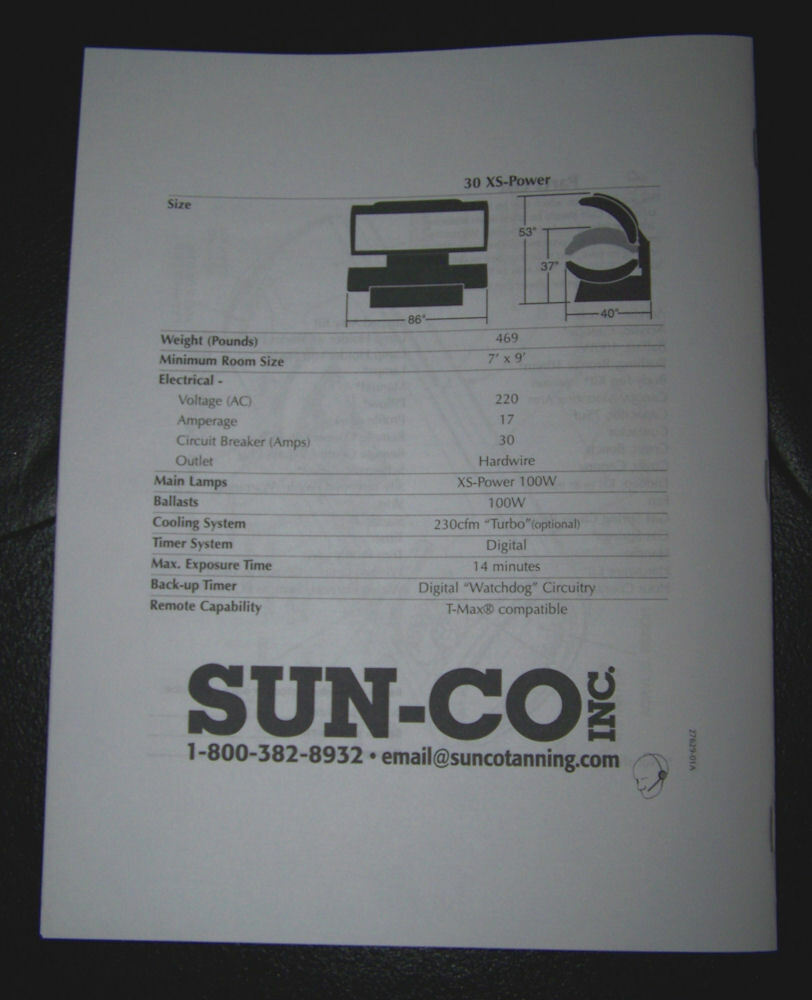 30 XS-Power
Size
53"
37"
86"
40"
Weight (Pounds) 469
Minimum Room Size 7' x 9'
Electrical -
Voltage (AC) 220
Amperage 17
Circuit Breaker (Amps) 30
Outlet Hardwire
Main Lamps XS-Power 100W
Ballasts 100W
Cooling System 230cfm "Turbo"(optional)
Timer System Digital
Max. Exposure Time 14 minutes
Back-up Timer Digital "Watchdog" Circuitry
Remote Capability T-Max® compatible
SUN-CO INC.
1-800-382-8932 • email@suncotanning.com
27629-01A